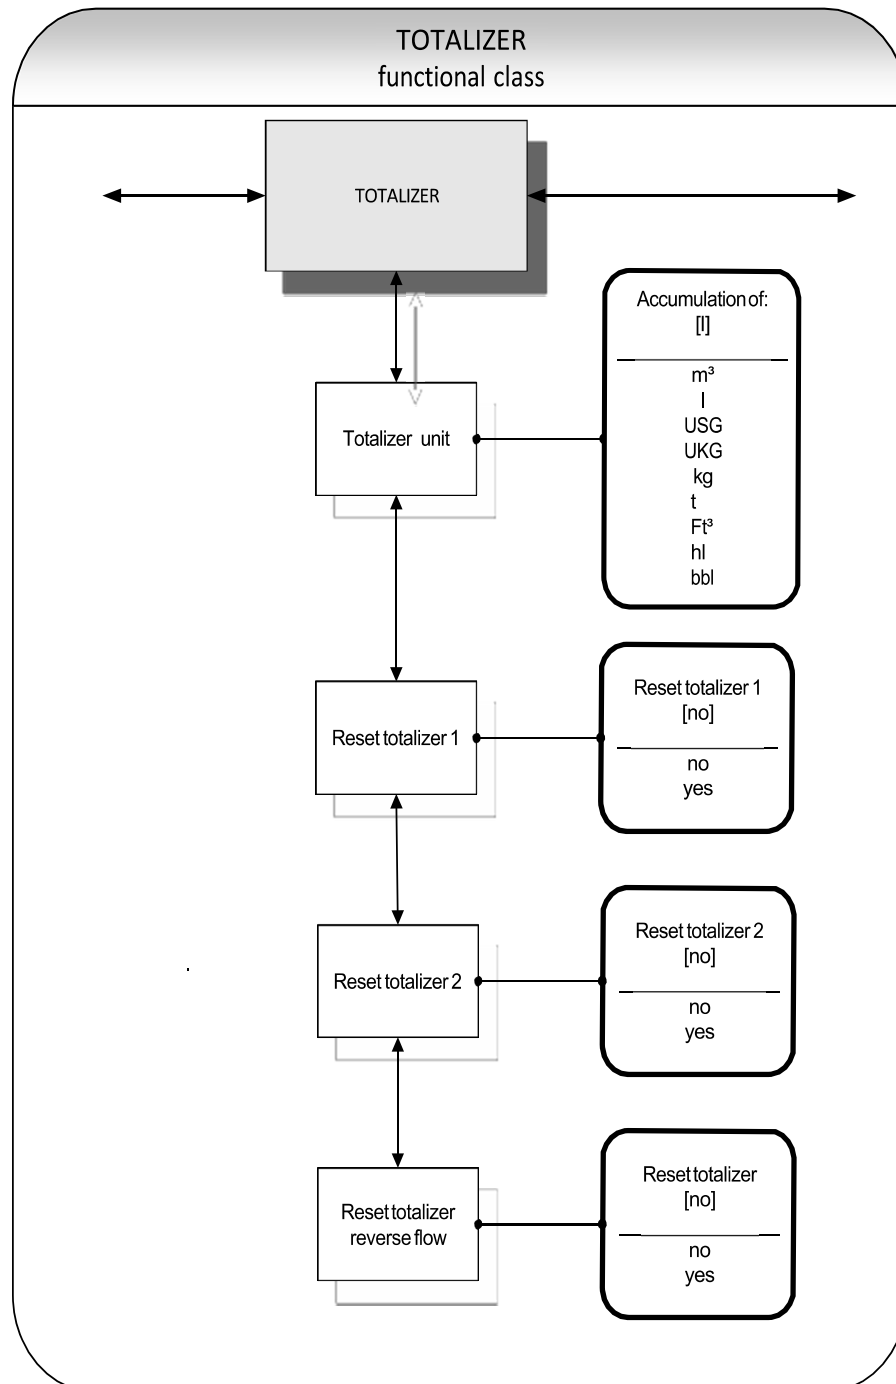 TOTALIZER
functional class
TOTALIZER
Accumulation of:
[l]
m³
l
USG
UKG
kg
t
Ft³
hl
bbl
Totalizer unit
Reset totalizer 1
Reset totalizer 1
[no]
no
yes
Reset totalizer 2
Reset totalizer 2
[no]
no
yes
Reset totalizer
reverse flow
Reset totalizer
[no]
no
yes